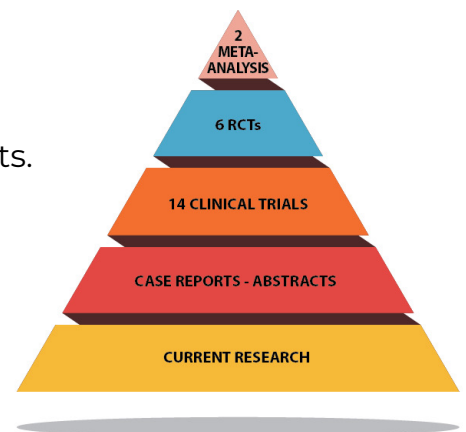 2
META-
ANALYSIS
6 RCTs
ts.
14 CLINICAL TRIALS
CASE REPORTS - ABSTRACTS
CURRENT RESEARCH